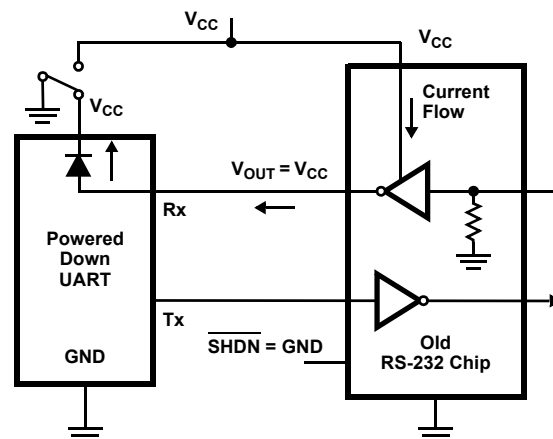 VCC
VCC
VCC
Current
Flow
VOUT = VCC
Rx
Powered
Down
UART
Tx
SHDN = GND
GND
Old
RS-232 Chip